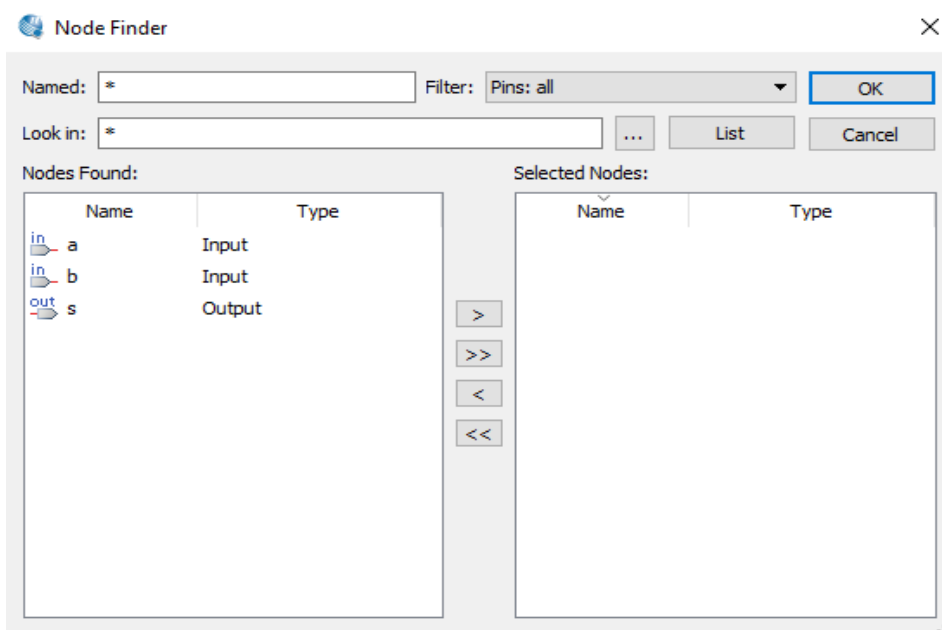 Node Finder
Named: * Filter: Pins: all OK
Look in: * ... List Cancel
Nodes Found: Selected Nodes:
Name Type Name Type
in a Input
in b Input
out s Output
>
>>
<
<<